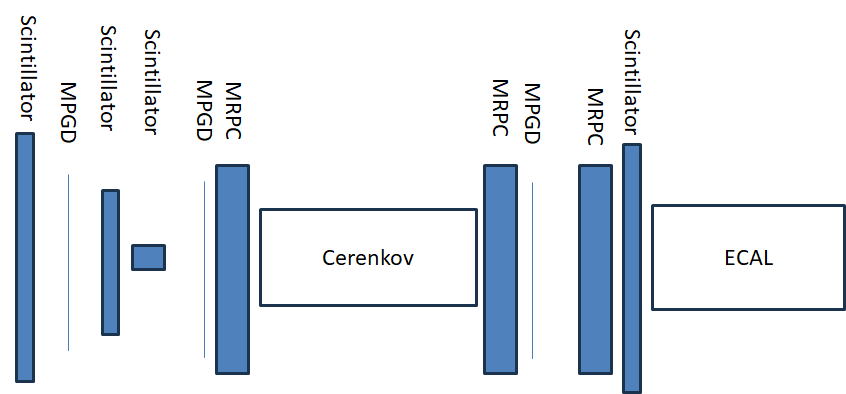 Scintillator
MPGD
Scintillator
Scintillator
MPGD
MRPC
MRPC
MPGD
MRPC
Scintillator
Cerenkov
ECAL